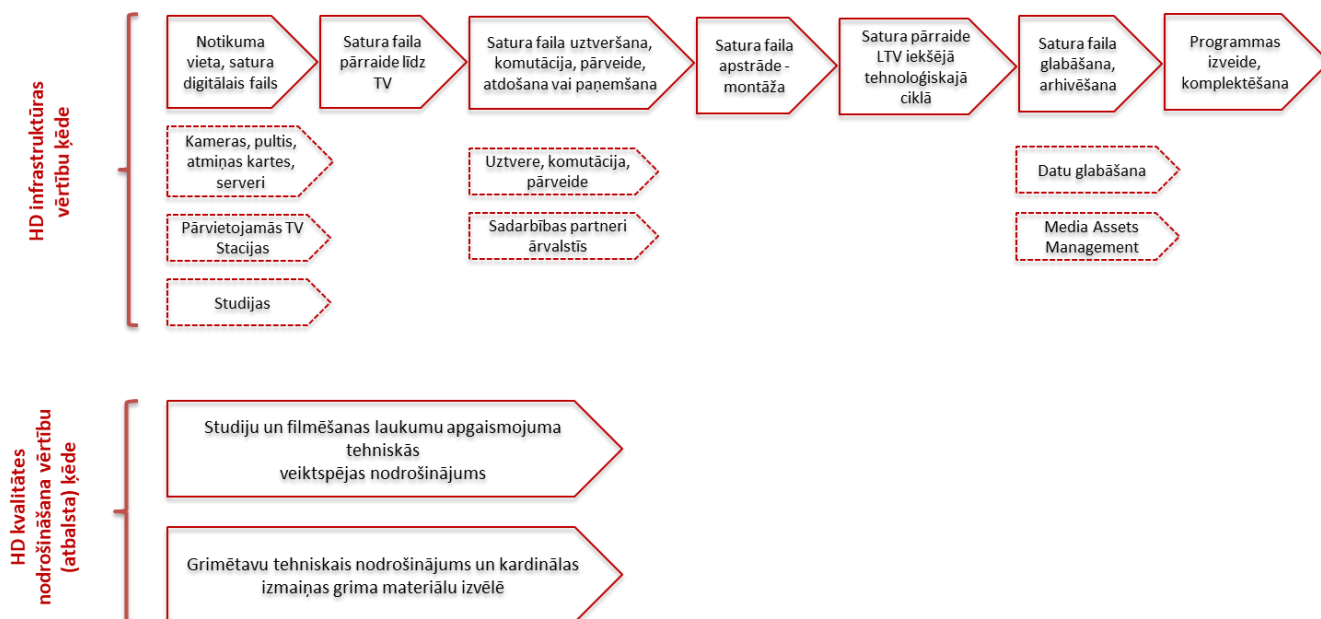 HD infrastruktūras
vērtību ķēde
Notikuma
vieta, satura
digitālais fails
Satura faila
pārraide līdz
TV
Satura faila uztveršana,
komutācija, pārveide,
atdošana vai paņemšana
Satura faila
apstrāde -
montāža
Satura pārraide
LTV iekšējā
tehnoloģiskajā
ciklā
Satura faila
glabāšana,
arhivēšana
Programmas
izveide,
komplektēšana
Kameras, pultis,
atmiņas kartes,
serveri
Uztvere, komutācija,
pārveide
Datu glabāšana
Pārvietojamās TV
Stacijas
Sadarbības partneri
ārvalstīs
Media Assets
Management
Studijas
HD kvalitātes
nodrošināšana vērtību
(atbalsta) ķēde
Studiju un filmēšanas laukumu apgaismojuma
tehniskās
veiktspējas nodrošinājums
Grimētavu tehniskais nodrošinājums un kardinālas
izmaiņas grima materiālu izvēlē